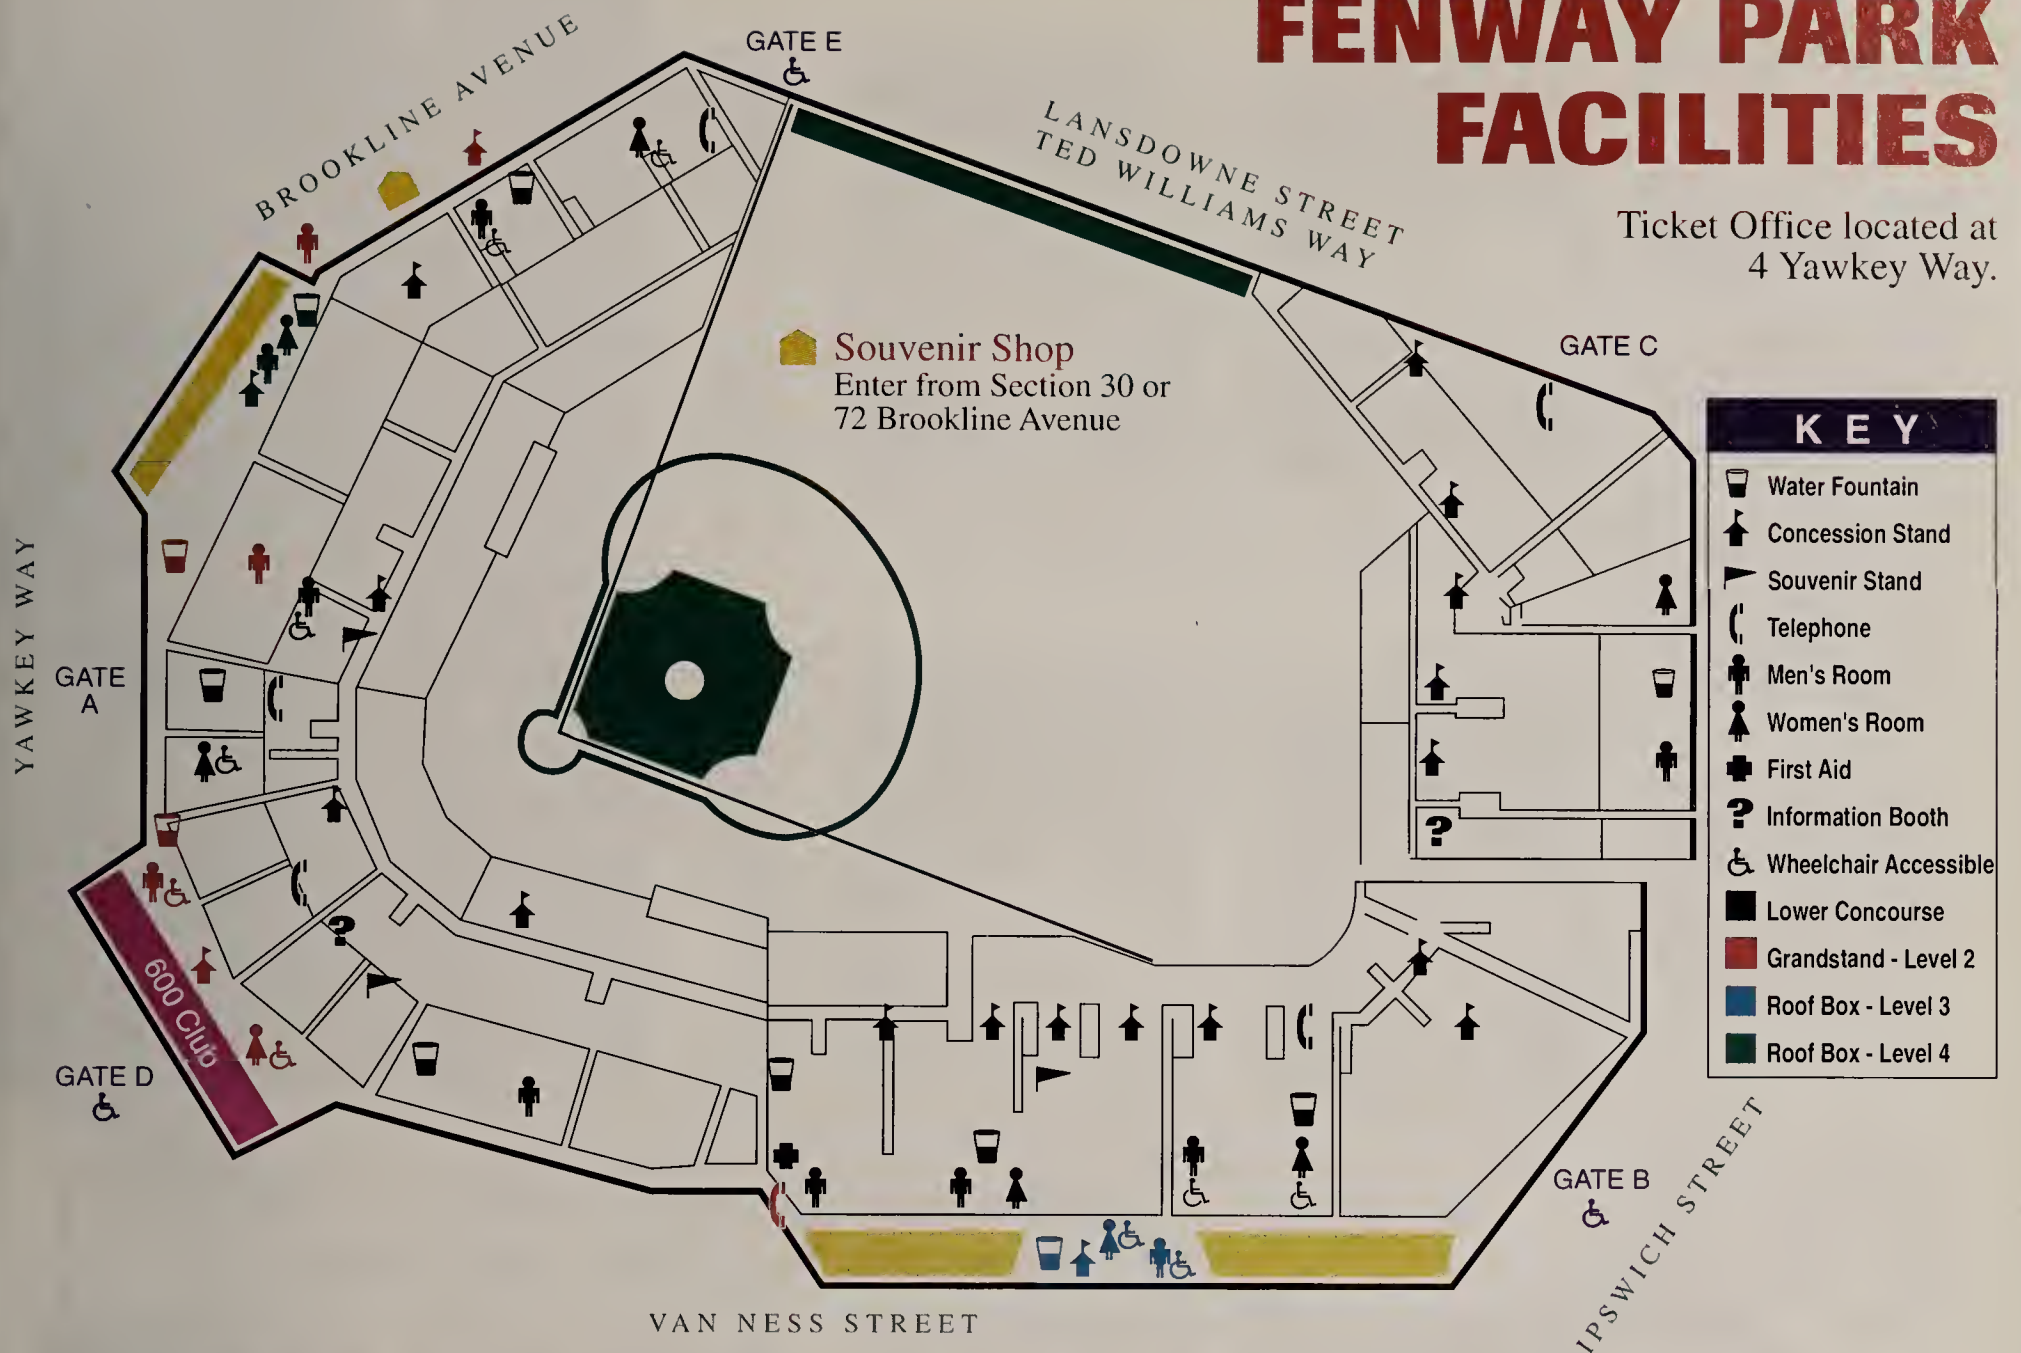 FENWAY PARK
FACILITIES
Ticket Office located at
4 Yawkey Way.
GATE E
BROOKLINE AVENUE
LANSDOWNE STREET
TED WILLIAMS WAY
GATE C
Souvenir Shop
Enter from Section 30 or
72 Brookline Avenue
KEY
Water Fountain
Concession Stand
Souvenir Stand
Telephone
Men's Room
Women's Room
First Aid
? Information Booth
Wheelchair Accessible
Lower Concourse
Grandstand - Level 2
Roof Box - Level 3
Roof Box - Level 4
YAWKEY WAY
GATE
A
?
?
600 Club
GATE D
GATE B
IPSWICH STREET
VAN NESS STREET